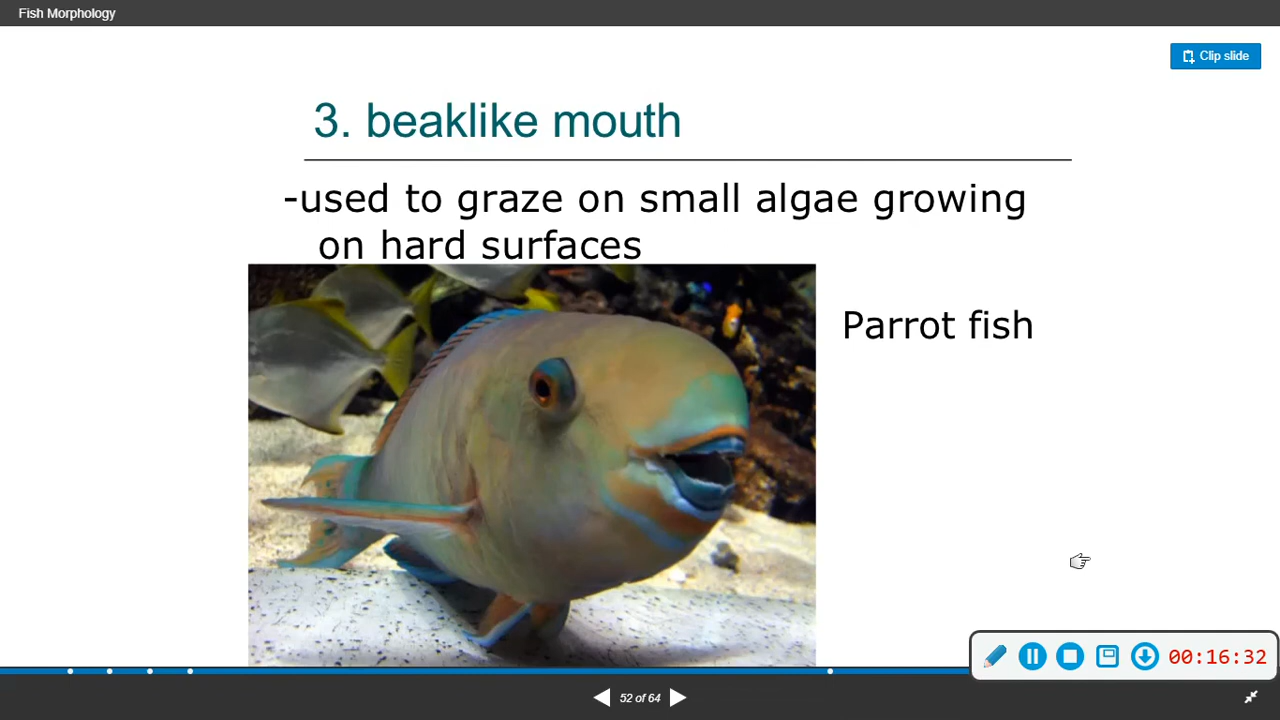 Fish Morphology
Clip slide
3. beaklike mouth
-used to graze on small algae growing
on hard surfaces
Parrot fish
00:16:32
52 of 64